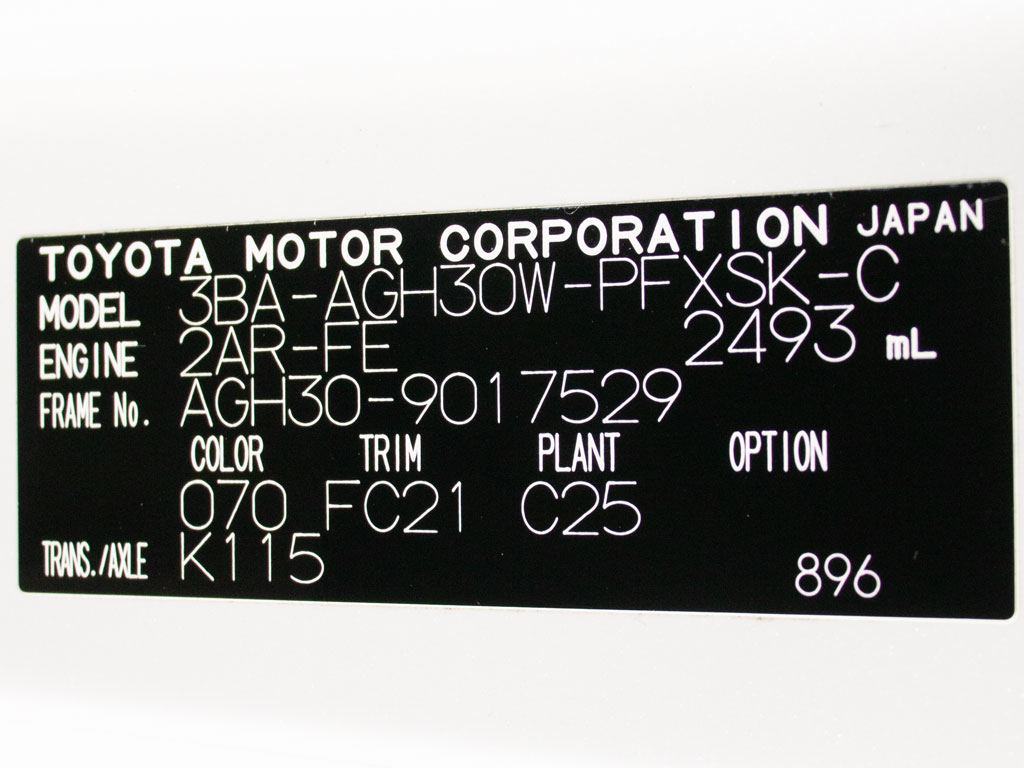 TOYOTA MOTOR CORPORATION JAPAN
MODEL 3BA-AGH30W-PFXSK-C
ENGINE 2AR-FE 2493 mL
FRAME No. AGH30-9017529
COLOR TRIM PLANT OPTION
070 FC21 C25
TRANS./AXLE K115 896